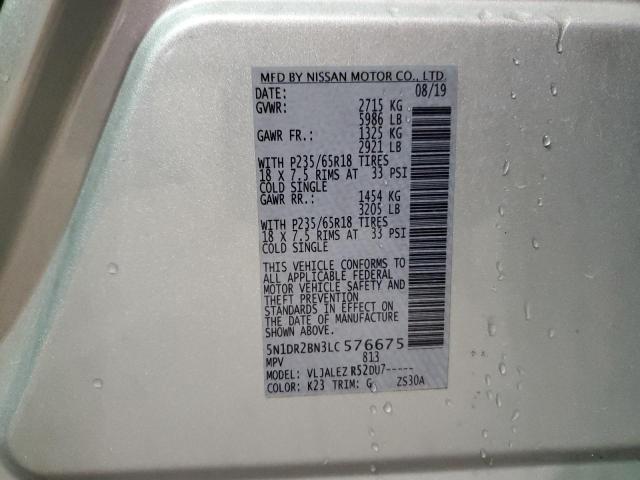 MFD BY NISSAN MOTOR CO., LTD.
DATE: 08/19
GVWR: 2715 KG
5986 LB
GAWR FR.: 1325 KG
2921 LB
WITH P235/65R18 TIRES
18 X 7.5 RIMS AT 33 PSI
COLD SINGLE
GAWR RR.: 1454 KG
3205 LB
WITH P235/65R18 TIRES
18 X 7.5 RIMS AT 33 PSI
COLD SINGLE
THIS VEHICLE CONFORMS TO
ALL APPLICABLE FEDERAL
MOTOR VEHICLE SAFETY AND
THEFT PREVENTION
STANDARDS IN EFFECT ON
THE DATE OF MANUFACTURE
SHOWN ABOVE.
5N1DR2BN3LC576675
MPV 813
MODEL: VLJALEZ R52DU7-----
COLOR: K23 TRIM: G ZS30A